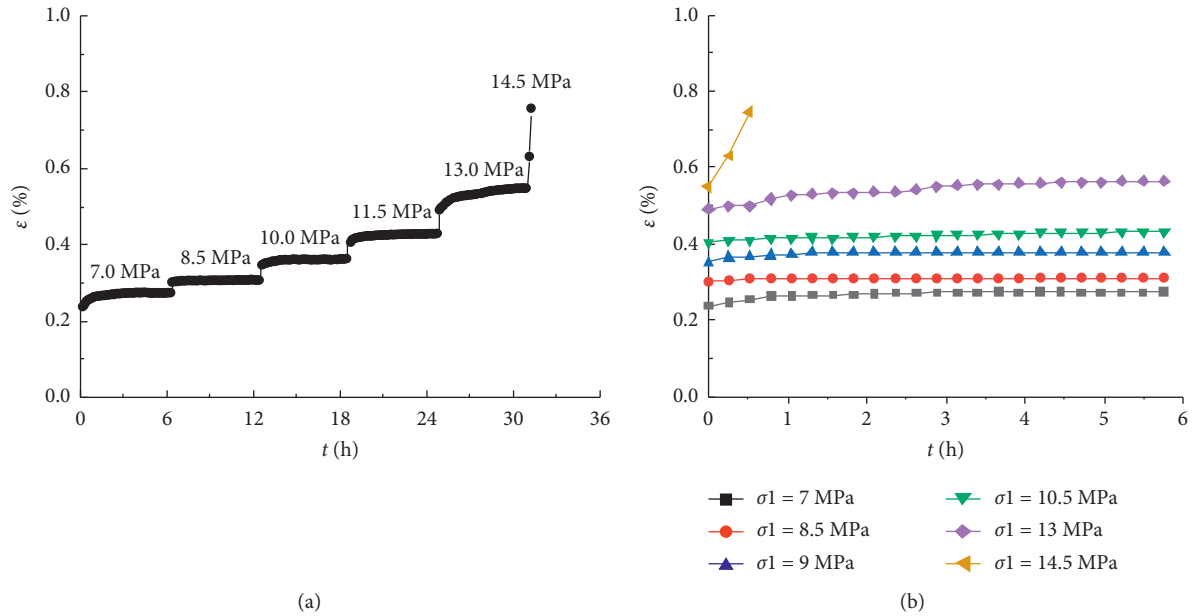 1.0
0.8
0.6
0.4
0.2
0.0
ε (%)
7.0 MPa
8.5 MPa
10.0 MPa
11.5 MPa
13.0 MPa
14.5 MPa
0 6 12 18 24 30 36
t (h)
(a)
1.0
0.8
0.6
0.4
0.2
0.0
ε (%)
0 1 2 3 4 5 6
t (h)
σ1 = 7 MPa
σ1 = 8.5 MPa
σ1 = 9 MPa
σ1 = 10.5 MPa
σ1 = 13 MPa
σ1 = 14.5 MPa
(b)